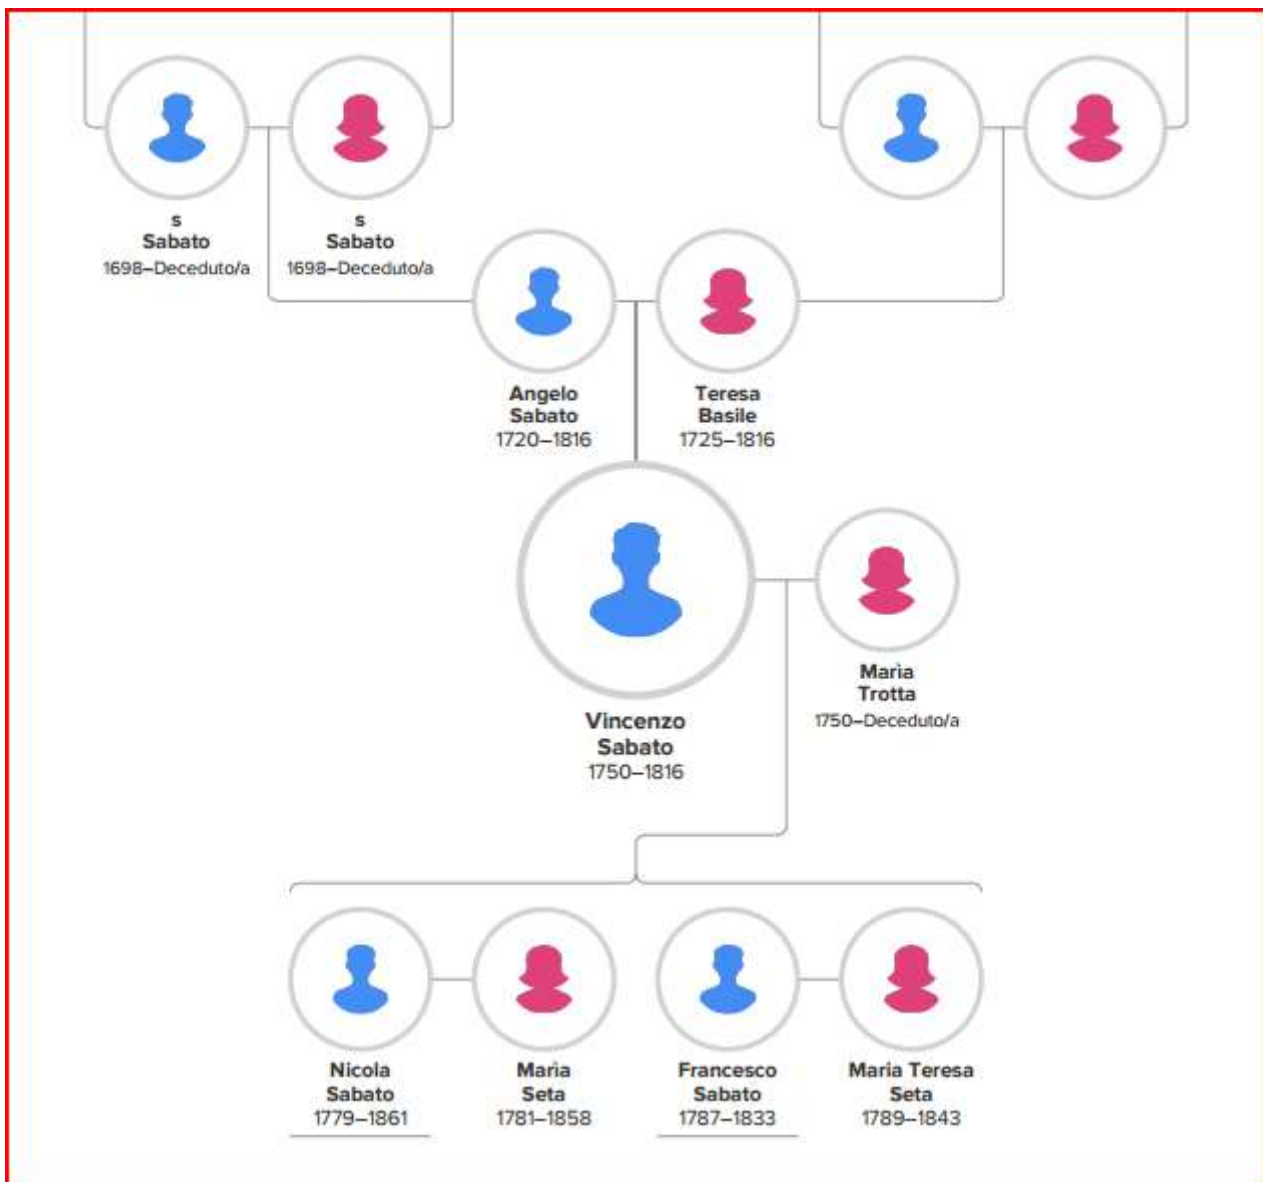 s
Sabato
1698–Deceduto/a
s
Sabato
1698–Deceduto/a
Angelo
Sabato
1720–1816
Teresa
Basile
1725–1816
Vincenzo
Sabato
1750–1816
Maria
Trotta
1750–Deceduto/a
Nicola
Sabato
1779–1861
Maria
Seta
1781–1858
Francesco
Sabato
1787–1833
Maria Teresa
Seta
1789–1843